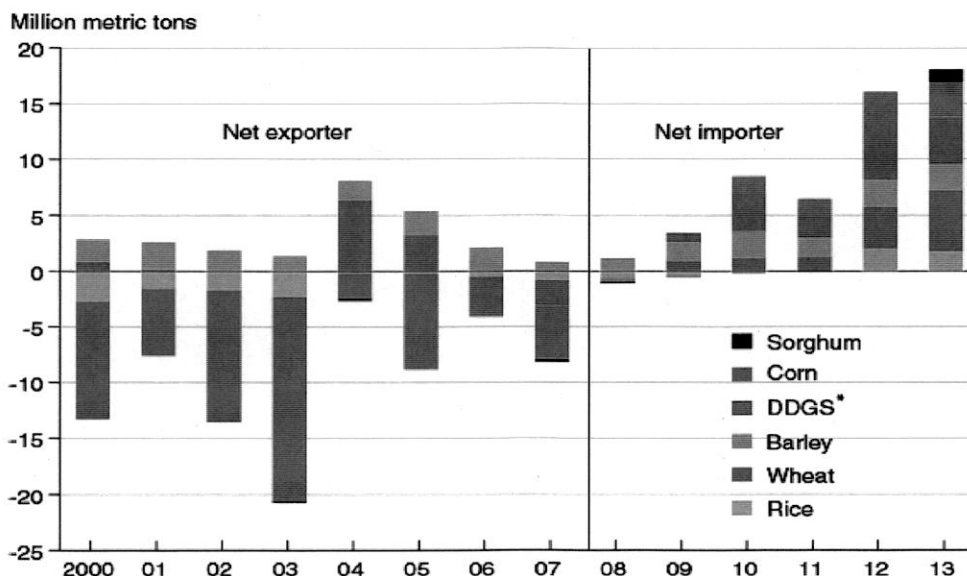 Million metric tons
20
15
Net exporter Net importer
10
5
0
-5
Sorghum
Corn
-10
DDGS*
Barley
-15
Wheat
-20
Rice
-25
2000 01 02 03 04 05 06 07 08 09 10 11 12 13